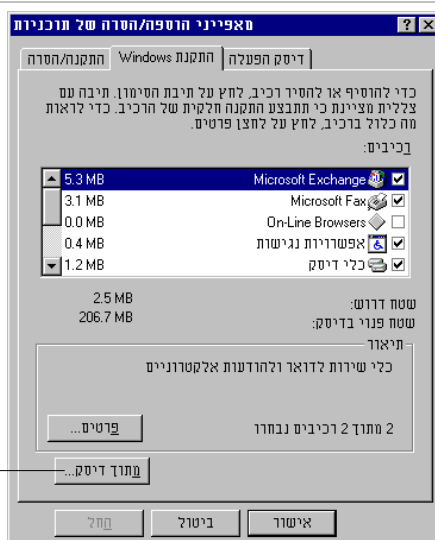 מאפייני הוספה/הסרה של תוכניות
התקנה/הסרה
התקנת Windows
דיסק הפעלה
כדי להוסיף או להסיר רכיב, לחץ על תיבת הסימון. תיבה עם
צללית מציינת כי תתבצע התקנה חלקית של הרכיב. כדי לראות
מה כלול ברכיב, לחץ על לחצן פרטים.
רכיבים:
Microsoft Exchange 5.3 MB
Microsoft Fax 3.1 MB
On-Line Browsers 0.0 MB
אפשרויות נגישות 0.4 MB
כלי דיסק 1.2 MB
שטח דרוש: 2.5 MB
שטח פנוי בדיסק: 206.7 MB
תיאור
כלי שירות לדואר ולהודעות אלקטרוניים
2 מתוך 2 רכיבים נבחרו
פרטים...
מתוך דיסק...
אישור
ביטול
החל